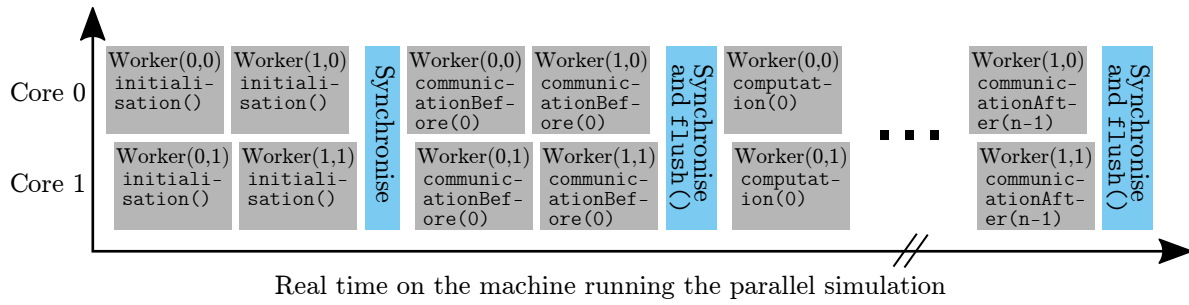 Core 0
Worker(0,0)
initiali-
sation()
Worker(1,0)
initiali-
sation()
Synchronise
Worker(0,0)
communic-
ationBef-
ore(0)
Worker(1,0)
communic-
ationBef-
ore(0)
Synchronise
and flush()
Worker(0,0)
computat-
ion(0)
Worker(1,0)
communic-
ationAft-
er(n-1)
Synchronise
and flush()
Core 1
Worker(0,1)
initiali-
sation()
Worker(1,1)
initiali-
sation()
Worker(0,1)
communic-
ationBef-
ore(0)
Worker(1,1)
communic-
ationBef-
ore(0)
Worker(0,1)
computat-
ion(0)
Worker(1,1)
communic-
ationAft-
er(n-1)
Real time on the machine running the parallel simulation